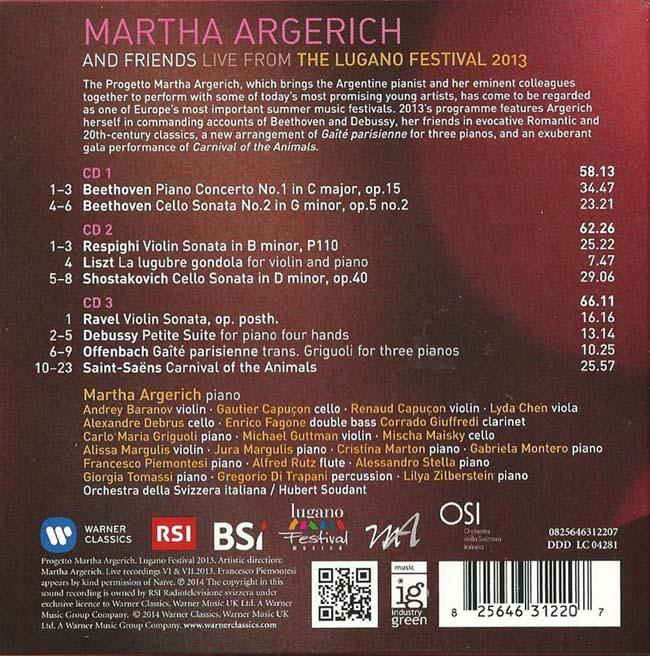 MARTHA ARGERICH
AND FRIENDS LIVE FROM THE LUGANO FESTIVAL 2013
The Progetto Martha Argerich, which brings the Argentine pianist and her eminent colleagues
together to perform with some of today's most promising young artists, has come to be regarded
as one of Europe's most important summer music festivals. 2013's programme features Argerich
herself in commanding accounts of Beethoven and Debussy, her friends in evocative Romantic and
20th-century classics, a new arrangement of Gaîté parisienne for three pianos, and an exuberant
gala performance of Carnival of the Animals.
CD 1 58.13
1–3 Beethoven Piano Concerto No.1 in C major, op.15 34.47
4–6 Beethoven Cello Sonata No.2 in G minor, op.5 no.2 23.21
CD 2 62.26
1–3 Respighi Violin Sonata in B minor, P110 25.22
4 Liszt La lugubre gondola for violin and piano 7.47
5–8 Shostakovich Cello Sonata in D minor, op.40 29.06
CD 3 66.11
1 Ravel Violin Sonata, op. posth. 16.16
2–5 Debussy Petite Suite for piano four hands 13.14
6–9 Offenbach Gaîté parisienne trans. Griguoli for three pianos 10.25
10–23 Saint-Saëns Carnival of the Animals 25.57
Martha Argerich piano
Andrey Baranov violin · Gautier Capuçon cello · Renaud Capuçon violin · Lyda Chen viola
Alexandre Debrus cello · Enrico Fagone double bass Corrado Giuffredi clarinet
Carlo Maria Griguoli piano · Michael Guttman violin · Mischa Maisky cello
Alissa Margulis violin · Jura Margulis piano · Cristina Marton piano · Gabriela Montero piano
Francesco Piemontesi piano · Alfred Rutz flute · Alessandro Stella piano
Giorgia Tomassi piano · Gregorio Di Trapani percussion · Lilya Zilberstein piano
Orchestra della Svizzera italiana / Hubert Soudant
WARNER
CLASSICS
RSI
BSI
lugano
Festival
MUSICA
MA
OSI
Orchestra
della Svizzera
italiana
0825646312207
DDD LC 04281
Progetto Martha Argerich. Lugano Festival 2013. Artistic direction:
Martha Argerich. Live recordings VI & VII.2013. Francesco Piemontesi
appears by kind permission of Naïve. ℗ 2014 The copyright in this
sound recording is owned by RSI Radiotelevisione svizzera under
exclusive licence to Warner Classics, Warner Music UK Ltd. A Warner
Music Group Company. © 2014 Warner Classics, Warner Music UK
Ltd. A Warner Music Group Company. www.warnerclassics.com
music
ig
industry
green
8 25646 31220 7